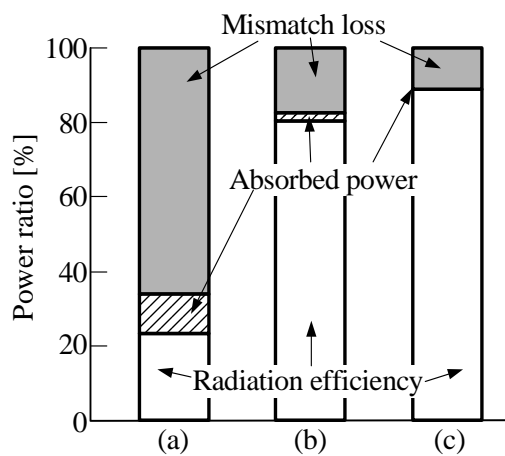 Mismatch loss
Absorbed power
Radiation efficiency
Power ratio [%]
100
80
60
40
20
0
(a)
(b)
(c)